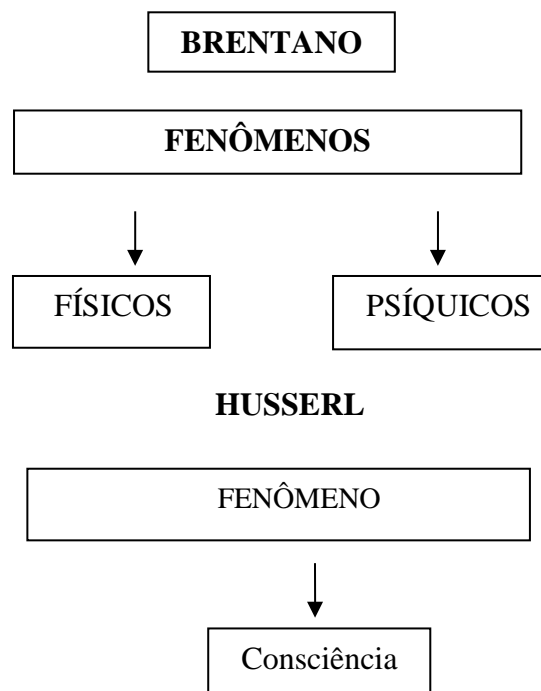 BRENTANO
FENÔMENOS
FÍSICOS PSÍQUICOS
HUSSERL
FENÔMENO
Consciência